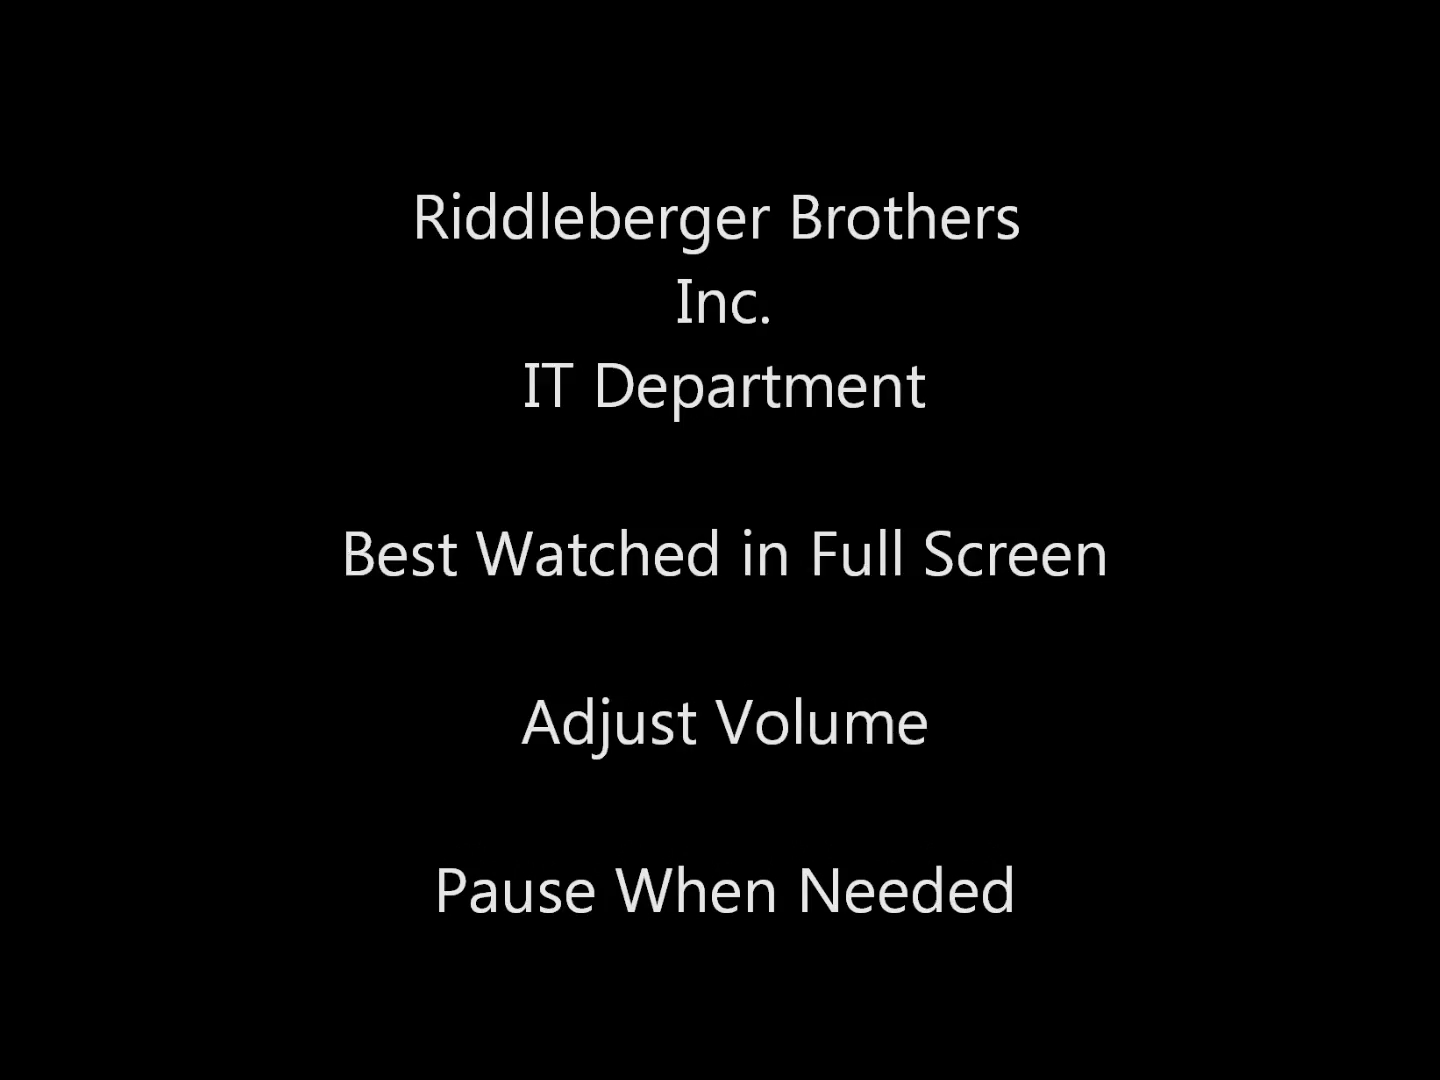 Riddleberger Brothers
Inc.
IT Department
Best Watched in Full Screen
Adjust Volume
Pause When Needed